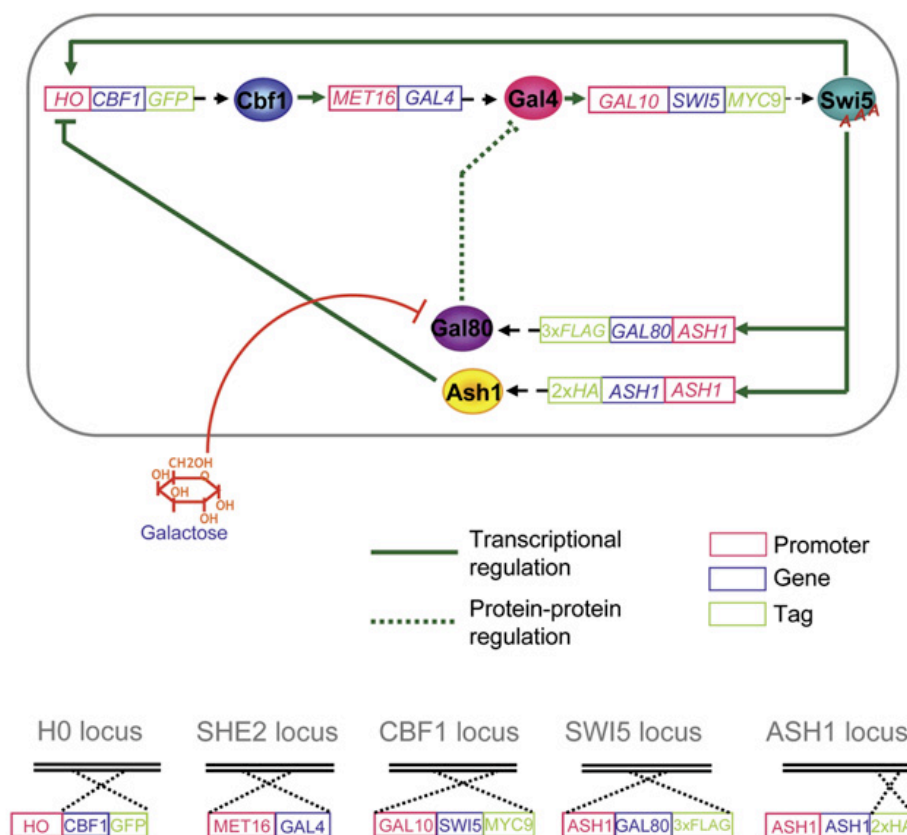 HO CBF1 GFP Cbf1 MET16 GAL4 Gal4 GAL10 SWI5 MYC9 Swi5
A A A
Gal80 3xFLAG GAL80 ASH1
Ash1 2xHA ASH1 ASH1
CH2OH
OH O
OH
OH OH
OH
Galactose
Transcriptional
regulation
Protein-protein
regulation
Promoter
Gene
Tag
H0 locus SHE2 locus CBF1 locus SWI5 locus ASH1 locus
HO CBF1 GFP MET16 GAL4 GAL10 SWI5 MYC9 ASH1 GAL80 3xFLAG ASH1 ASH1 2xHA